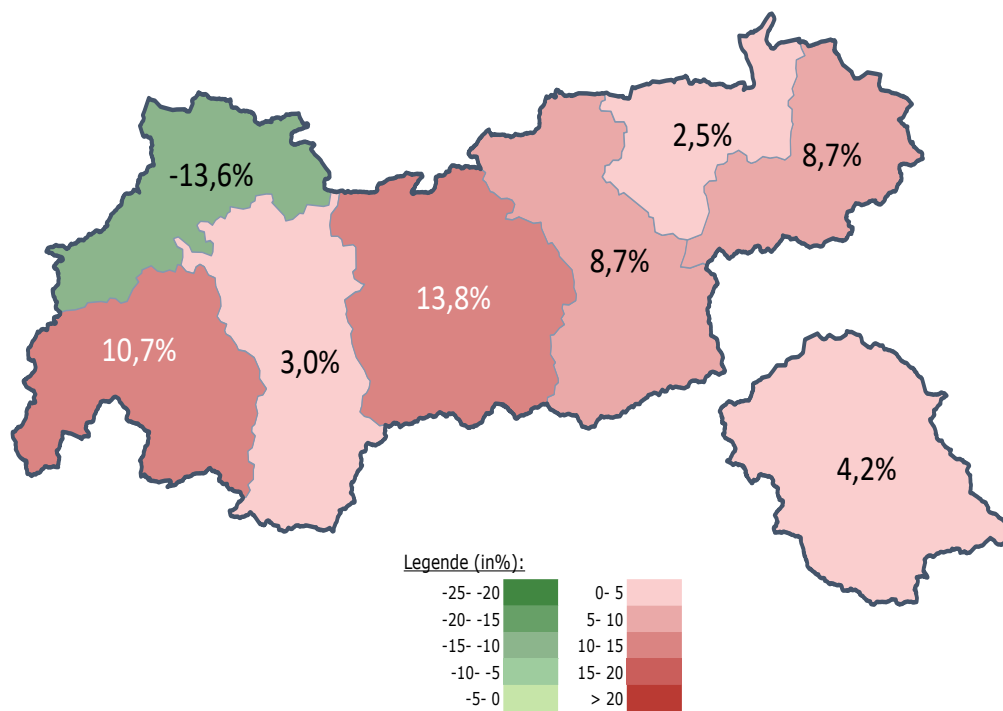 2,5%
8,7%
-13,6%
8,7%
13,8%
10,7%
3,0%
4,2%
Legende (in%):
-25- -20 0- 5
-20- -15 5- 10
-15- -10 10- 15
-10- -5 15- 20
-5- 0 > 20